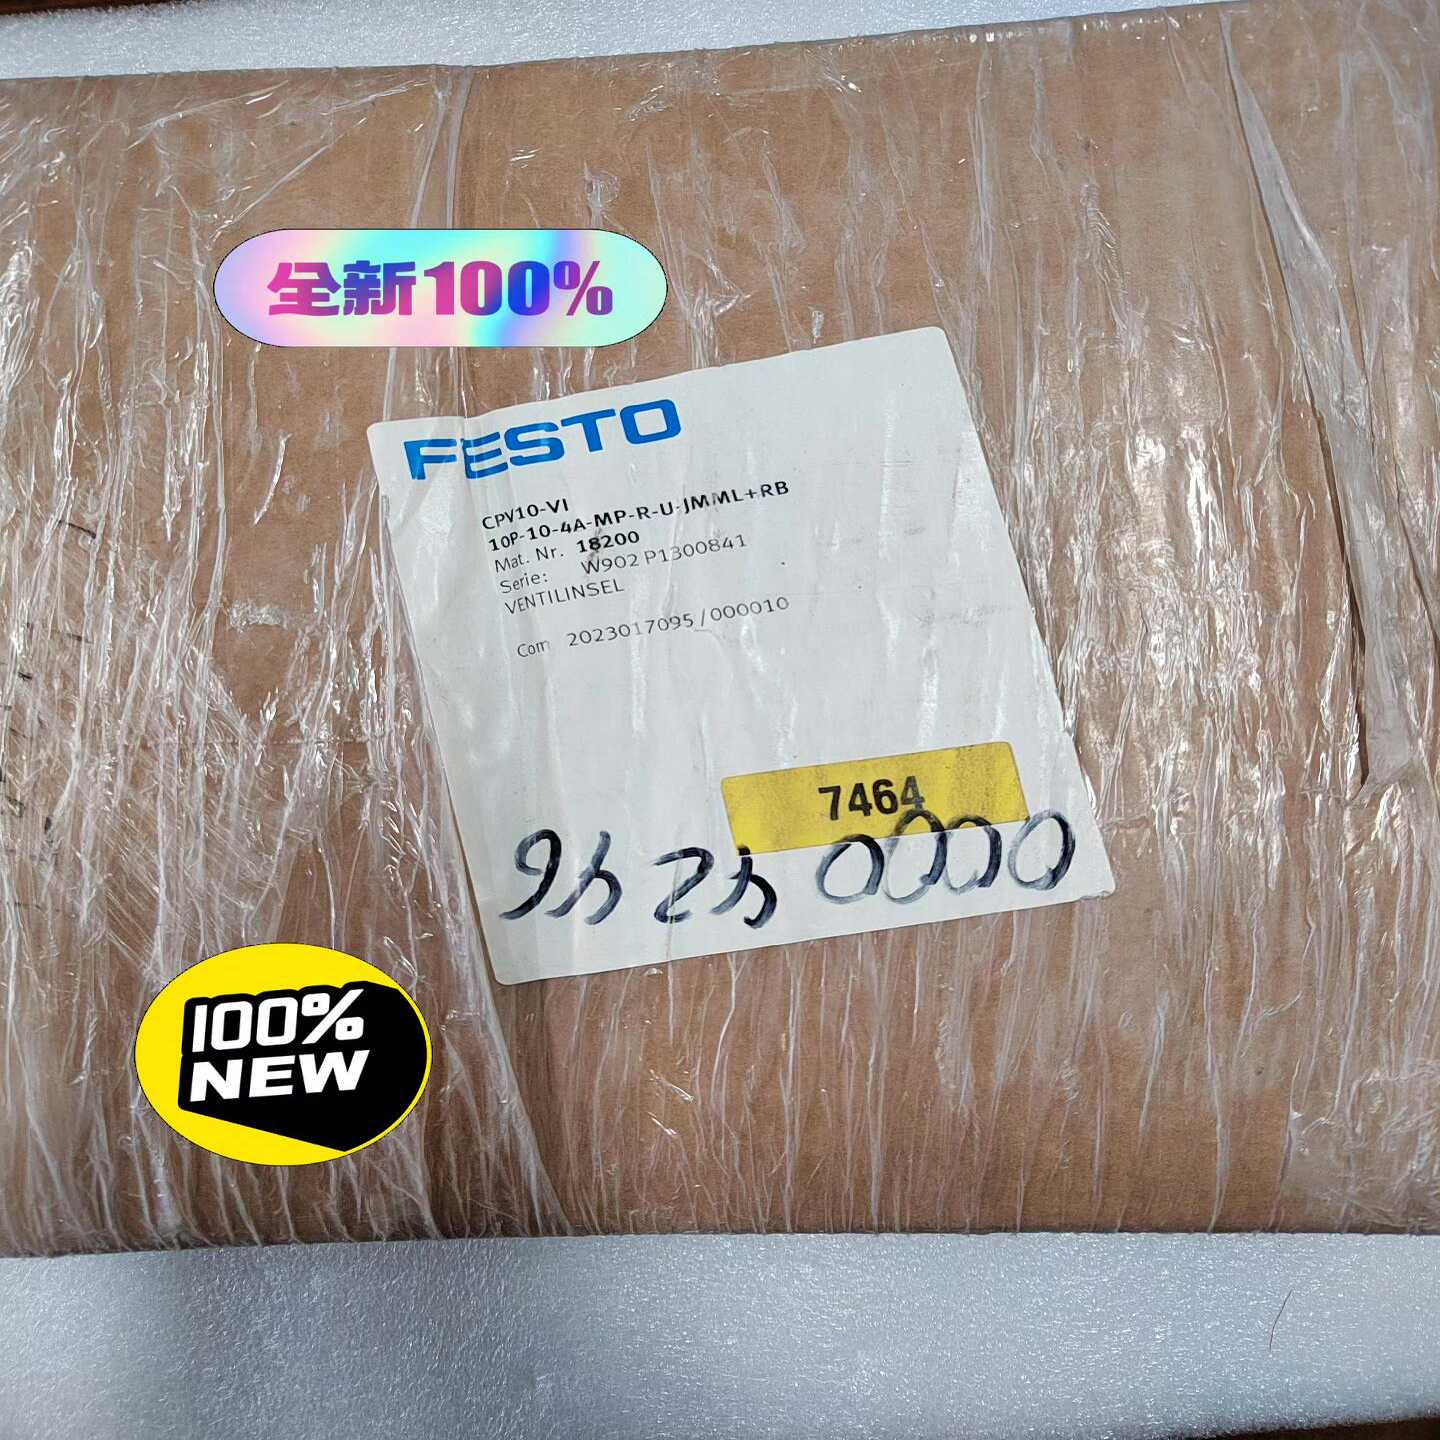 全新100%
FESTO
CPV10-VI
10P-10-4A-MP-R-U-JMML+RB
Mat. Nr. 18200
Serie: W902 P1300841
VENTILINSEL
Com 2023017095/000010
7464
100%
NEW